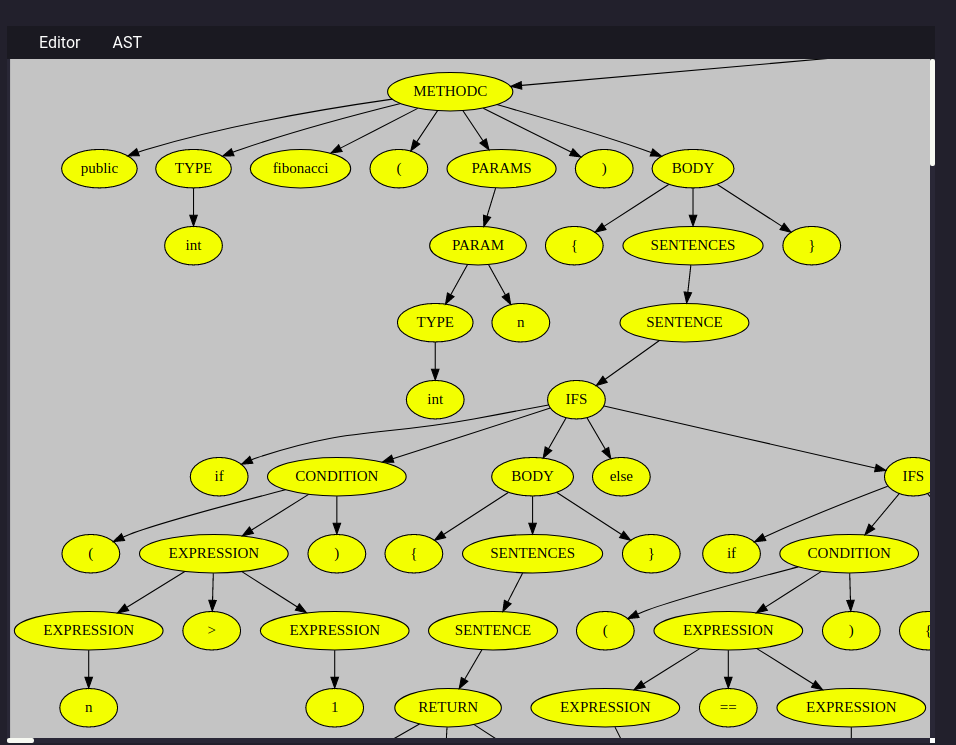 Editor AST
METHODC
public TYPE fibonacci ( PARAMS ) BODY
int PARAM { SENTENCES }
TYPE n SENTENCE
int IFS
if CONDITION BODY else IFS
( EXPRESSION ) { SENTENCES } if CONDITION
EXPRESSION > EXPRESSION SENTENCE ( EXPRESSION ) {
n 1 RETURN EXPRESSION == EXPRESSION